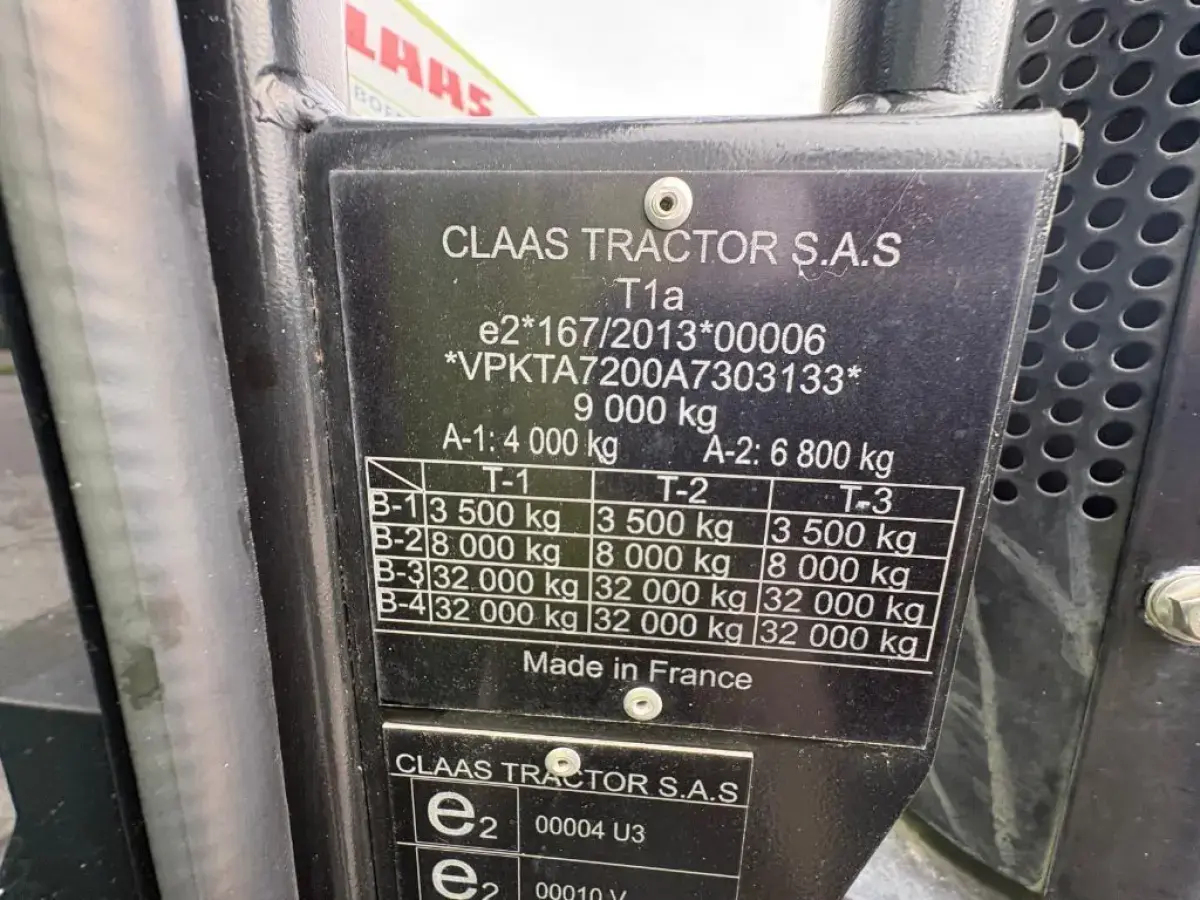 LAAS
CLAAS TRACTOR S.A.S
T1a
e2*167/2013*00006
*VPKTA7200A7303133*
9 000 kg
A-1: 4 000 kg A-2: 6 800 kg
T-1 T-2 T-3
B-1 3 500 kg 3 500 kg 3 500 kg
B-2 8 000 kg 8 000 kg 8 000 kg
B-3 32 000 kg 32 000 kg 32 000 kg
B-4 32 000 kg 32 000 kg 32 000 kg
Made in France
CLAAS TRACTOR S.A.S
e2 00004 U3
e2 00010 V